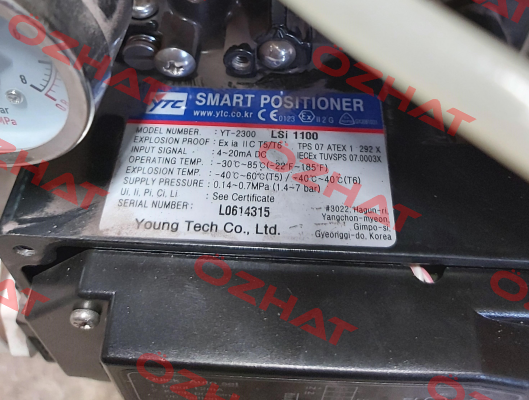 YTC SMART POSITIONER
www.ytc.co.kr CE 0123 Ex II 2 G
MODEL NUMBER : YT-2300 LSi 1100
EXPLOSION PROOF : Ex ia IIC T5/T6 TPS 07 ATEX 1 292 X
INPUT SIGNAL : 4~20mA DC IECEx TUVSPS 07.0003X
OPERATING TEMP. : -30℃~85℃(-22˚F~185˚F)
EXPLOSION TEMP. : -40℃~60℃(T5) / -40℃~40℃(T6)
SUPPLY PRESSURE : 0.14~0.7MPa (1.4~7 bar)
Ui, Ii, Pi, Ci, Li : See Certificate
SERIAL NUMBER: L0614315
#3022, Hagun-ri,
Yangchon-myeon,
Gimpo-si,
Gyeonggi-do, Korea
Young Tech Co., Ltd.
8
bar
MPa
OZHAT
OZHAT
OZHAT
OZHAT
OZHAT
OZHAT
OZHAT